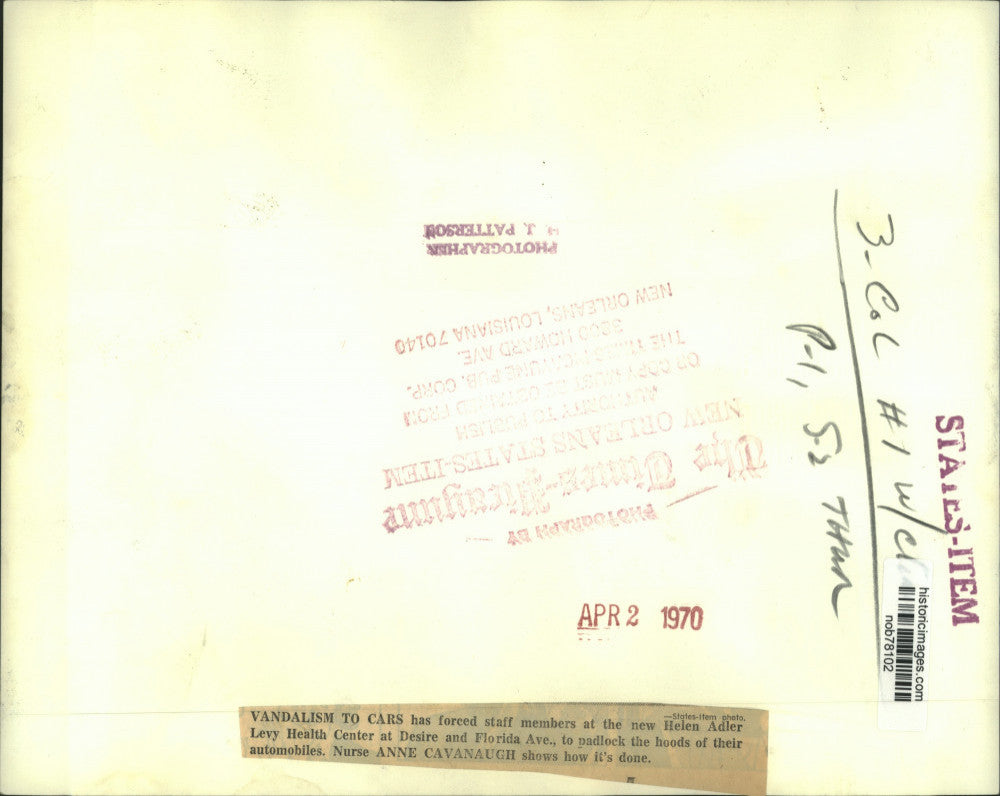 PHOTOGRAPHER
J. PATTERSON
PHOTOGRAPH BY
The Times-Picayune
NEW ORLEANS STATES-ITEM
AUTHORITY TO PUBLISH
OR COPY MUST BE OBTAINED FROM
THE TIMES-PICAYUNE PUB. CORP.
3800 HOWARD AVE.
NEW ORLEANS, LOUISIANA 70140
3-Col #1 w/
P-1, S-2 THUR
STATES-ITEM
historicimages.com
nob78102
APR 2 1970
—States-Item photo.
VANDALISM TO CARS has forced staff members at the new Helen Adler
Levy Health Center at Desire and Florida Ave., to padlock the hoods of their
automobiles. Nurse ANNE CAVANAUGH shows how it's done.